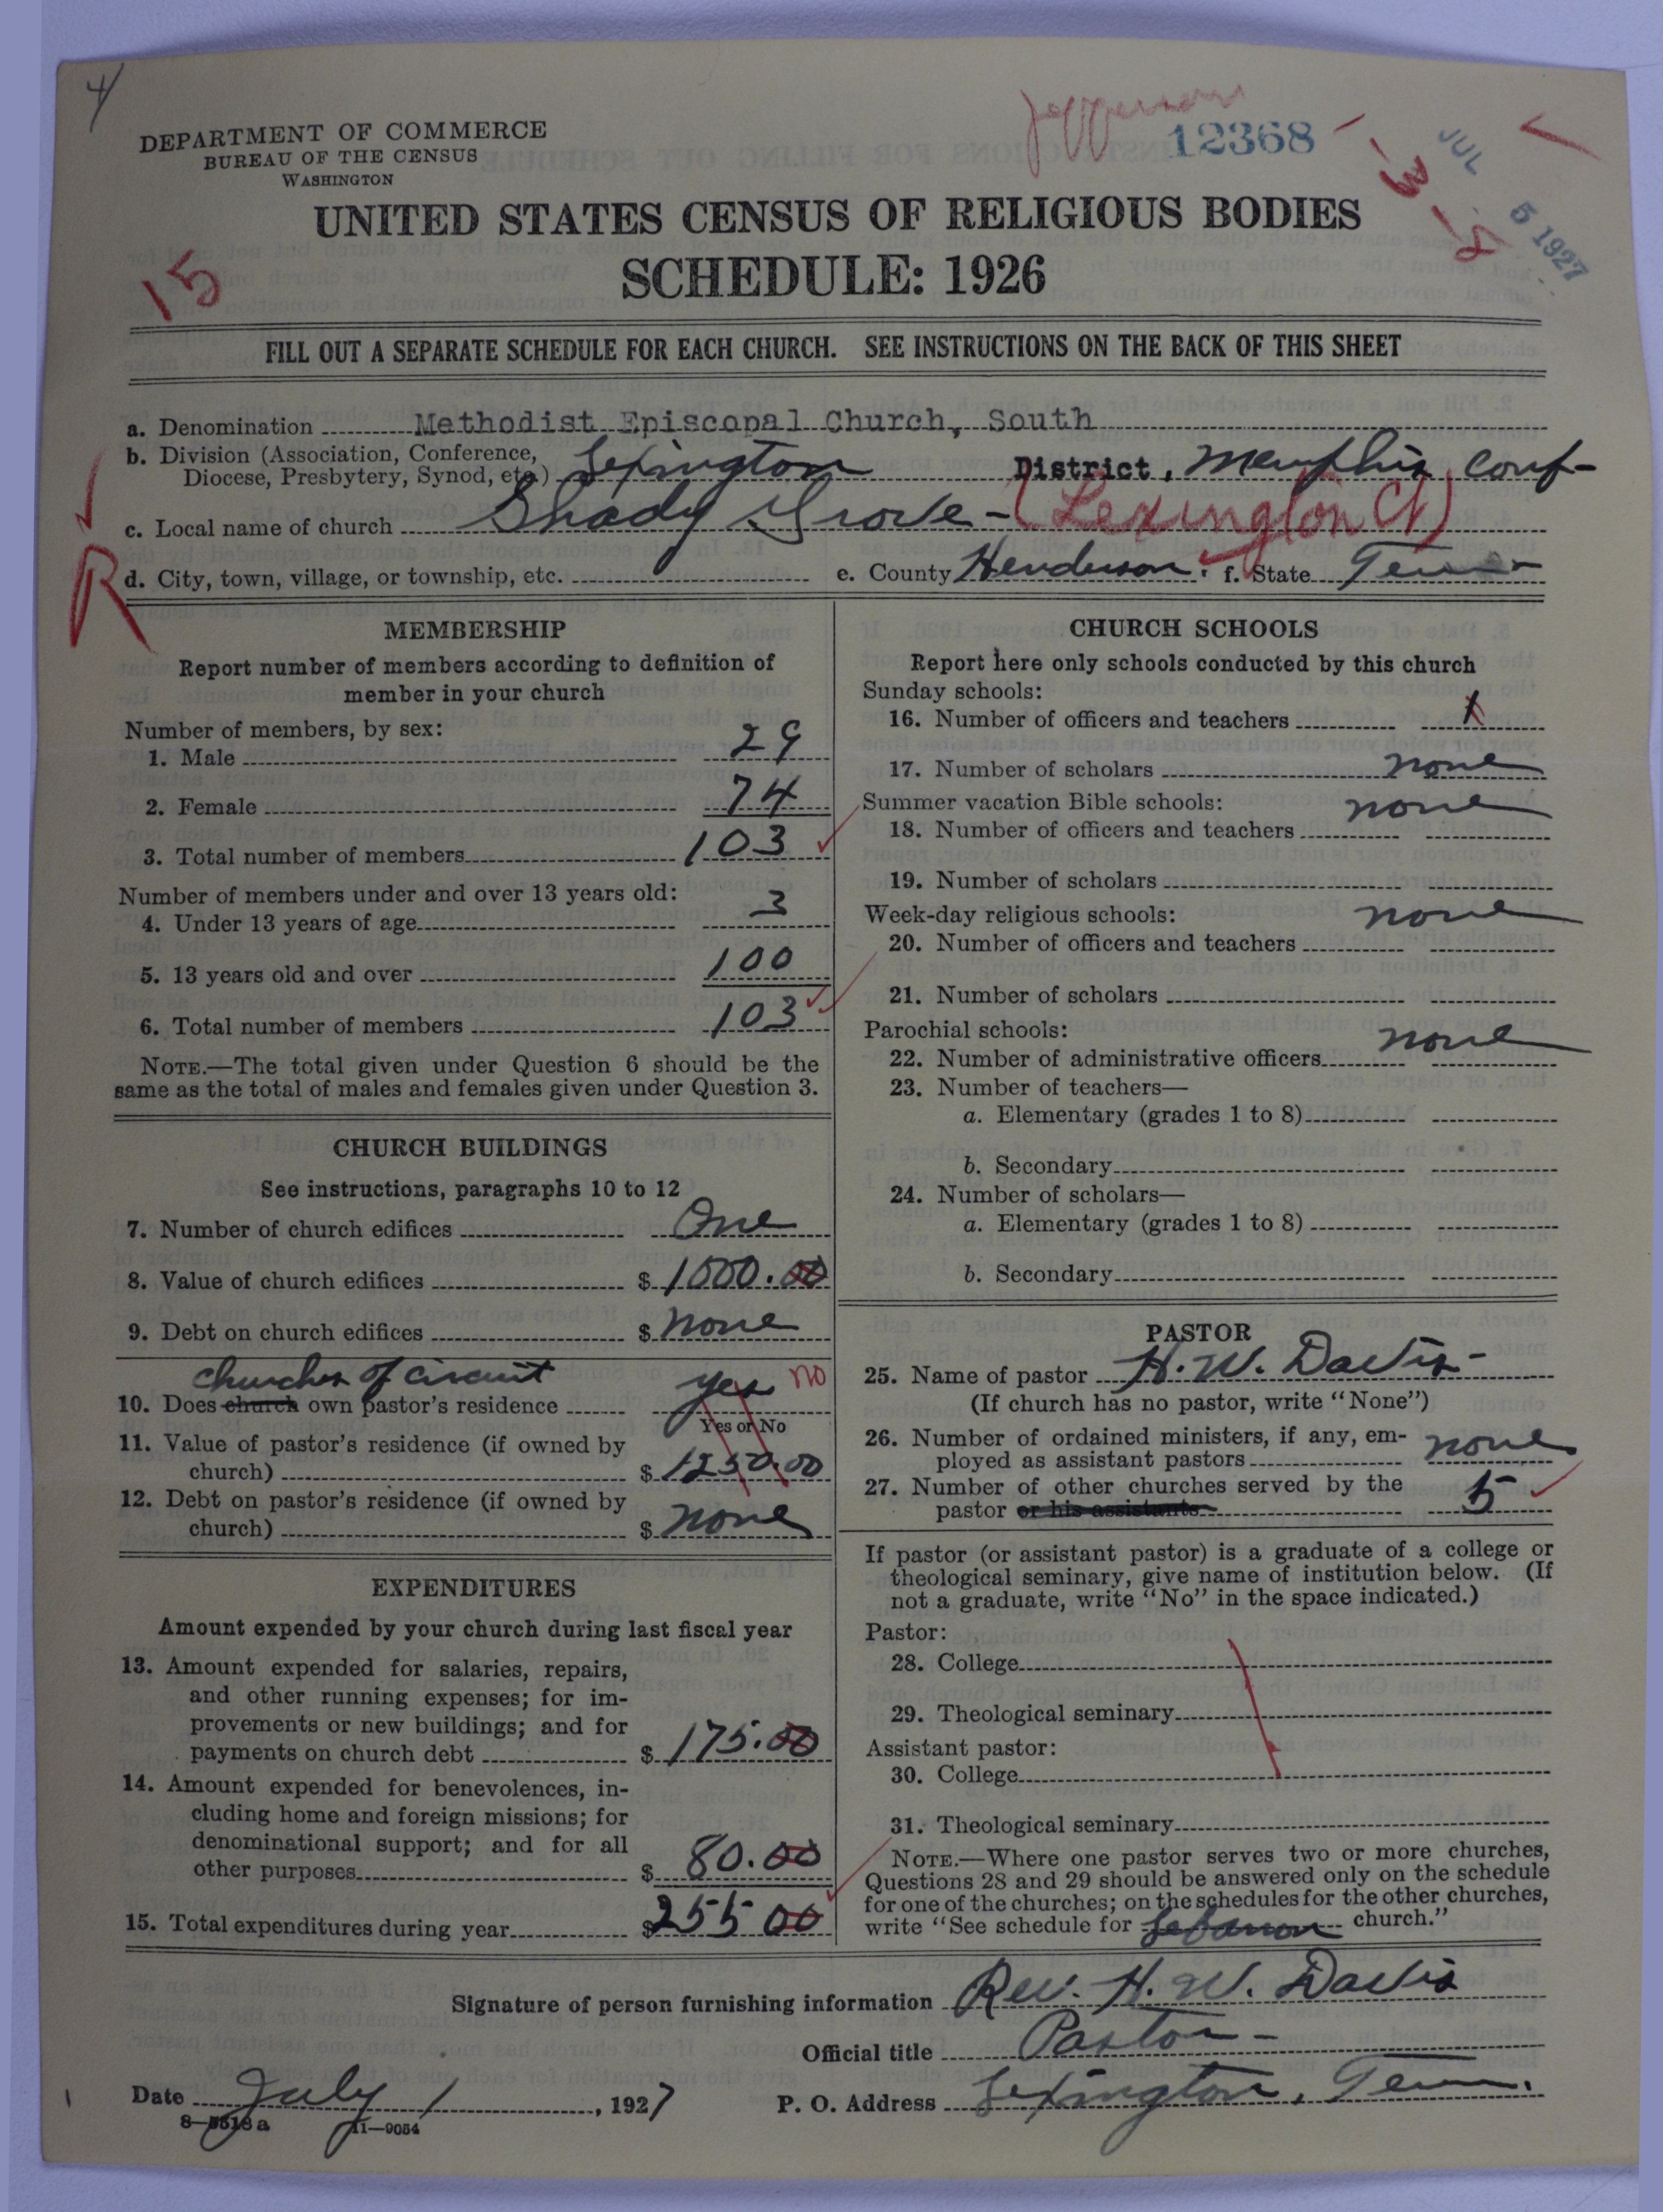 4
DEPARTMENT OF COMMERCE
BUREAU OF THE CENSUS
WASHINGTON
Jefferson
12368
JUL 5 1927
UNITED STATES CENSUS OF RELIGIOUS BODIES
SCHEDULE: 1926
15
FILL OUT A SEPARATE SCHEDULE FOR EACH CHURCH. SEE INSTRUCTIONS ON THE BACK OF THIS SHEET
a. Denomination Methodist Episcopal Church, South
b. Division (Association, Conference,
Diocese, Presbytery, Synod, etc.) Lexington District, Memphis Conf-
c. Local name of church Shady Grove - (Lexington Ct)
R
d. City, town, village, or township, etc. e. County Henderson. f. State Tenn
MEMBERSHIP
Report number of members according to definition of
member in your church
Number of members, by sex:
1. Male 29
2. Female 74
3. Total number of members 103
Number of members under and over 13 years old:
4. Under 13 years of age 3
5. 13 years old and over 100
6. Total number of members 103
NOTE.—The total given under Question 6 should be the
same as the total of males and females given under Question 3.
CHURCH BUILDINGS
See instructions, paragraphs 10 to 12
7. Number of church edifices One
8. Value of church edifices $ 1000.00
9. Debt on church edifices $ none
churches of circuit
10. Does church own pastor's residence yes no
Yes or No
11. Value of pastor's residence (if owned by
church) $ 1250.00
12. Debt on pastor's residence (if owned by
church) $ none
EXPENDITURES
Amount expended by your church during last fiscal year
13. Amount expended for salaries, repairs,
and other running expenses; for im-
provements or new buildings; and for
payments on church debt $ 175.00
14. Amount expended for benevolences, in-
cluding home and foreign missions; for
denominational support; and for all
other purposes $ 80.00
15. Total expenditures during year $ 255 00
CHURCH SCHOOLS
Report here only schools conducted by this church
Sunday schools:
16. Number of officers and teachers 1
17. Number of scholars none
Summer vacation Bible schools: none
18. Number of officers and teachers
19. Number of scholars
Week-day religious schools: none
20. Number of officers and teachers
21. Number of scholars
Parochial schools: none
22. Number of administrative officers
23. Number of teachers—
a. Elementary (grades 1 to 8)
b. Secondary
24. Number of scholars—
a. Elementary (grades 1 to 8)
b. Secondary
PASTOR
25. Name of pastor H. W. Davis-
(If church has no pastor, write "None")
26. Number of ordained ministers, if any, em-
ployed as assistant pastors none
27. Number of other churches served by the
pastor or his assistants 5
If pastor (or assistant pastor) is a graduate of a college or
theological seminary, give name of institution below. (If
not a graduate, write "No" in the space indicated.)
Pastor:
28. College
29. Theological seminary
Assistant pastor:
30. College
31. Theological seminary
NOTE.—Where one pastor serves two or more churches,
Questions 28 and 29 should be answered only on the schedule
for one of the churches; on the schedules for the other churches,
write "See schedule for Lebanon church."
Signature of person furnishing information Rev. H. W. Davis
Official title Pastor-
Date July 1, 1927 P. O. Address Lexington, Tenn.
8—5513a 11—9054